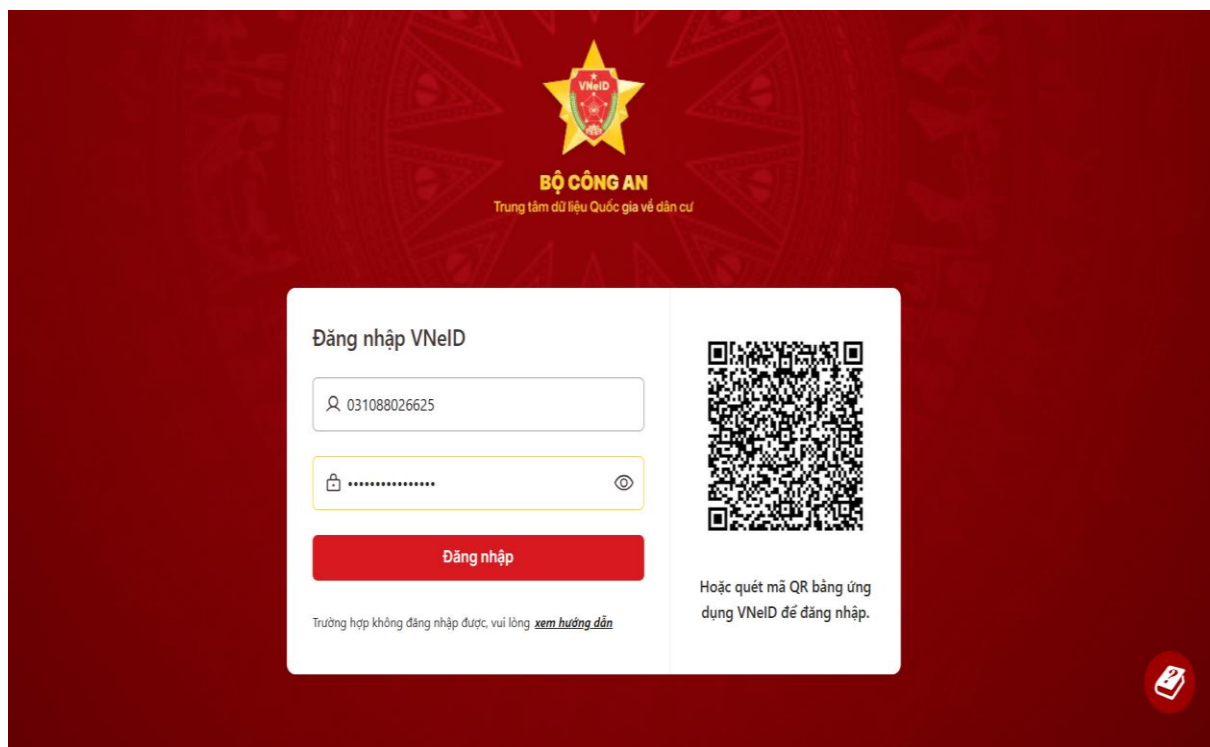 VNeID
BỘ CÔNG AN
Trung tâm dữ liệu Quốc gia về dân cư
Đăng nhập VNeID
031088026625
••••••••••••••••
Đăng nhập
Trường hợp không đăng nhập được, vui lòng xem hướng dẫn
Hoặc quét mã QR bằng ứng
dụng VNeID để đăng nhập.
?